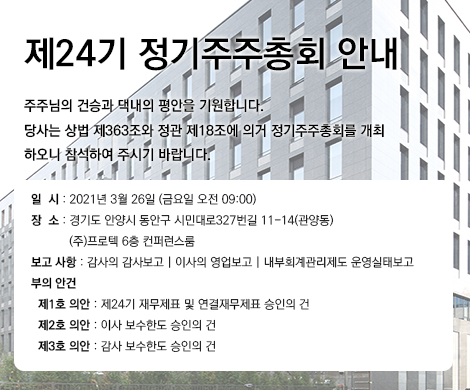 제24기 정기주주총회 안내
주주님의 건승과 댁내의 평안을 기원합니다.
당사는 상법 제363조와 정관 제18조에 의거 정기주주총회를 개최
하오니 참석하여 주시기 바랍니다.
일 시 : 2021년 3월 26일 (금요일 오전 09:00)
장 소 : 경기도 안양시 동안구 시민대로327번길 11-14(관양동)
(주)프로텍 6층 컨퍼런스룸
보고 사항 : 감사의 감사보고 | 이사의 영업보고 | 내부회계관리제도 운영실태보고
부의 안건
제1호 의안 : 제24기 재무제표 및 연결재무제표 승인의 건
제2호 의안 : 이사 보수한도 승인의 건
제3호 의안 : 감사 보수한도 승인의 건